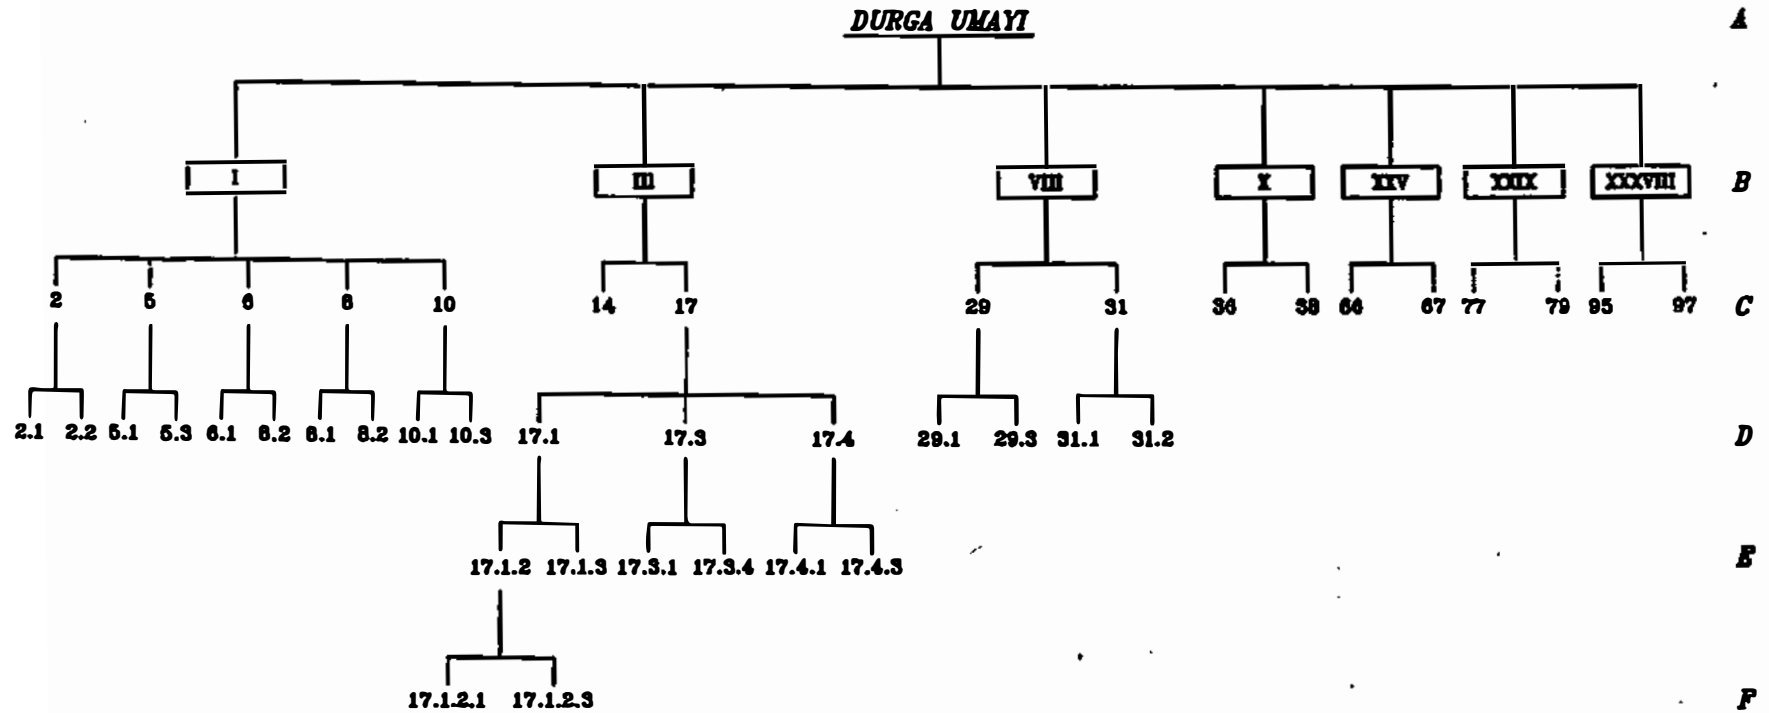 DURGA UMAYI A
I III VIII X XXV XXIX XXXVIII B
2 5 6 8 10 14 17 29 31 36 38 66 67 77 79 95 97 C
2.1 2.2 5.1 5.3 6.1 6.2 8.1 8.2 10.1 10.3 17.1 17.3 17.4 29.1 29.3 31.1 31.2 D
17.1.2 17.1.3 17.3.1 17.3.4 17.4.1 17.4.3 E
17.1.2.1 17.1.2.3 F